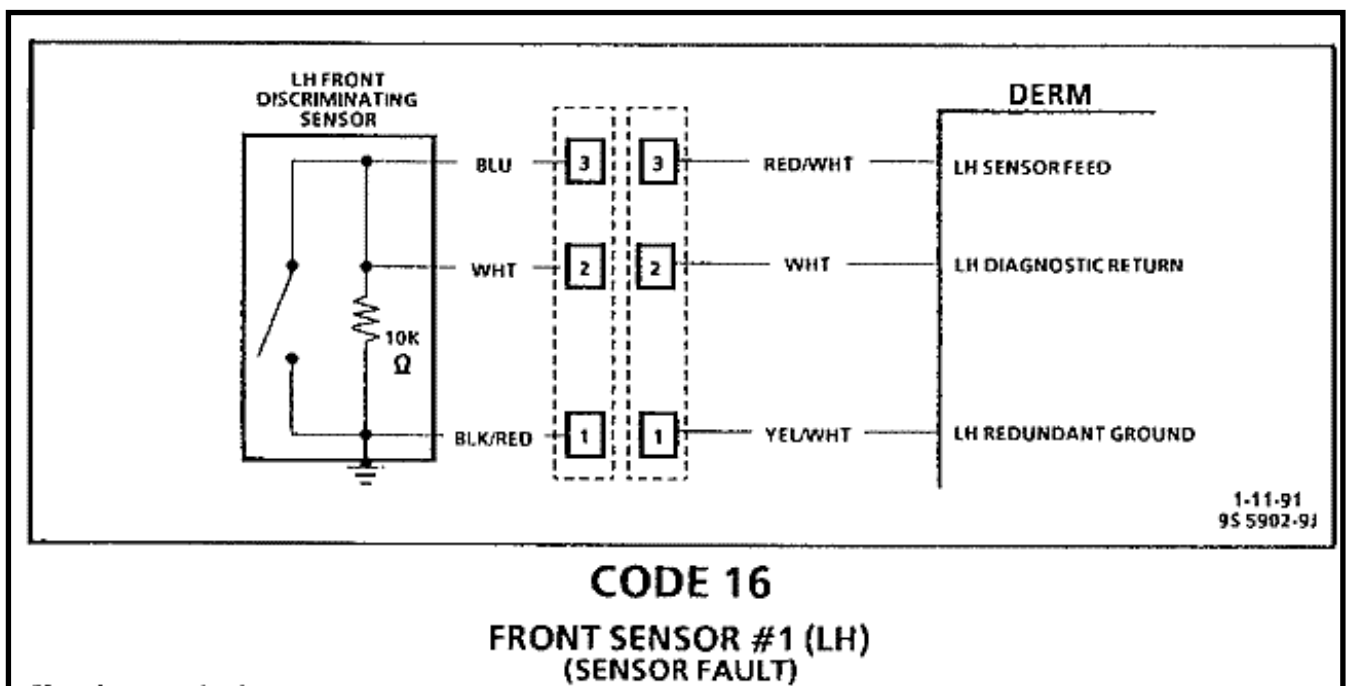 LH FRONT
DISCRIMINATING
SENSOR
DERM
BLU 3 3 RED/WHT LH SENSOR FEED
WHT 2 2 WHT LH DIAGNOSTIC RETURN
10K
Ω
BLK/RED 1 1 YEL/WHT LH REDUNDANT GROUND
1-11-91
9S 5902-9J
CODE 16
FRONT SENSOR #1 (LH)
(SENSOR FAULT)